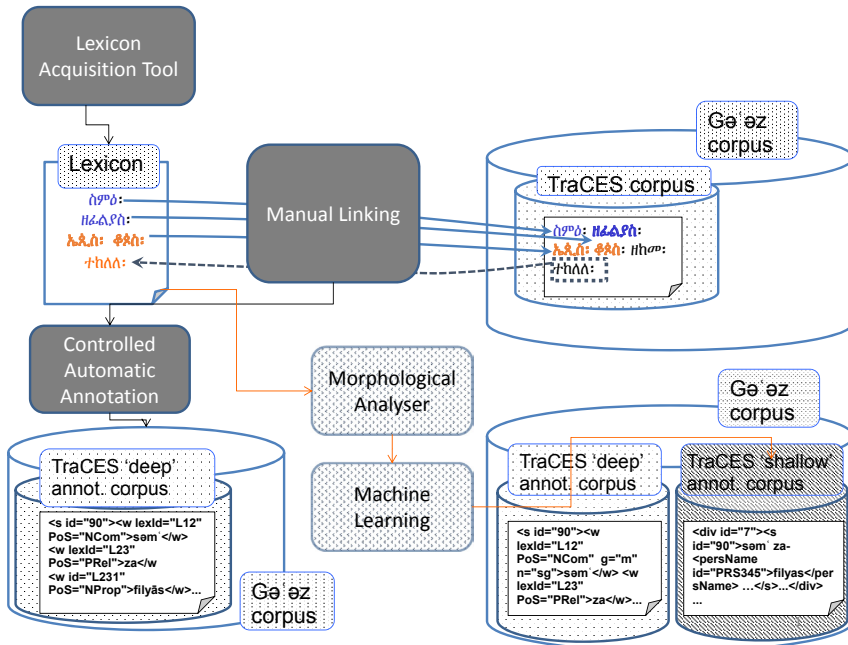 Lexicon
Acquisition Tool
Gəʿəz
corpus
Lexicon
ስምዕ፡
ዘፊልያስ፡
ኤጲስ፡ ቆጶስ፡
ተከለለ፡
Manual Linking
TraCES corpus
ስምዕ፡ ዘፊልያስ፡
ኤጲስ፡ ቆጶስ፡ ዘከመ፡
ተከለለ፡
Controlled
Automatic
Annotation
Morphological
Analyser
Machine
Learning
TraCES 'deep'
annot. corpus
<s id="90"><w lexId="L12"
PoS="NCom">səmʿ</w>
<w lexId="L23"
PoS="PRel">za</w
<w id="L231"
PoS="NProp">filyās</w>...
Gəʿəz
corpus
Gəʿəz
corpus
TraCES 'deep'
annot. corpus
<s id="90"><w
lexId="L12"
PoS="NCom" g="m"
n="sg">səmʿ</w> <w
lexId="L23"
PoS="PRel">za</w>...
TraCES 'shallow'
annot. corpus
<div id="7"><s
id="90">səmʿ za-
<persName
id="PRS345">filyas</per
sName> …</s>...</div>
...